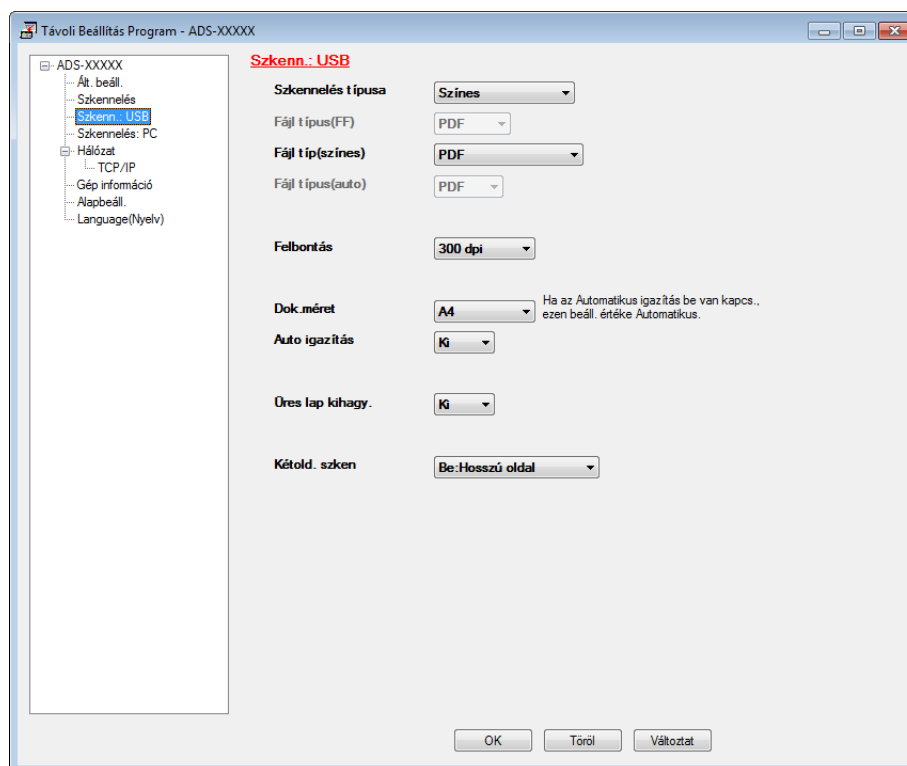 Távoli Beállítás Program - ADS-XXXXX
ADS-XXXXX
Ált. beáll.
Szkennelés
Szkenn.: USB
Szkennelés: PC
Hálózat
TCP/IP
Gép információ
Alapbeáll.
Language(Nyelv)
Szkenn.: USB
Szkennelés típusa Színes
Fájl típus(FF) PDF
Fájl típ(színes) PDF
Fájl típus(auto) PDF
Felbontás 300 dpi
Dok.méret A4
Ha az Automatikus igazítás be van kapcs.,
ezen beáll. értéke Automatikus.
Auto igazítás Ki
Üres lap kihagy. Ki
Kétold. szken Be:Hosszú oldal
OK Töröl Változtat